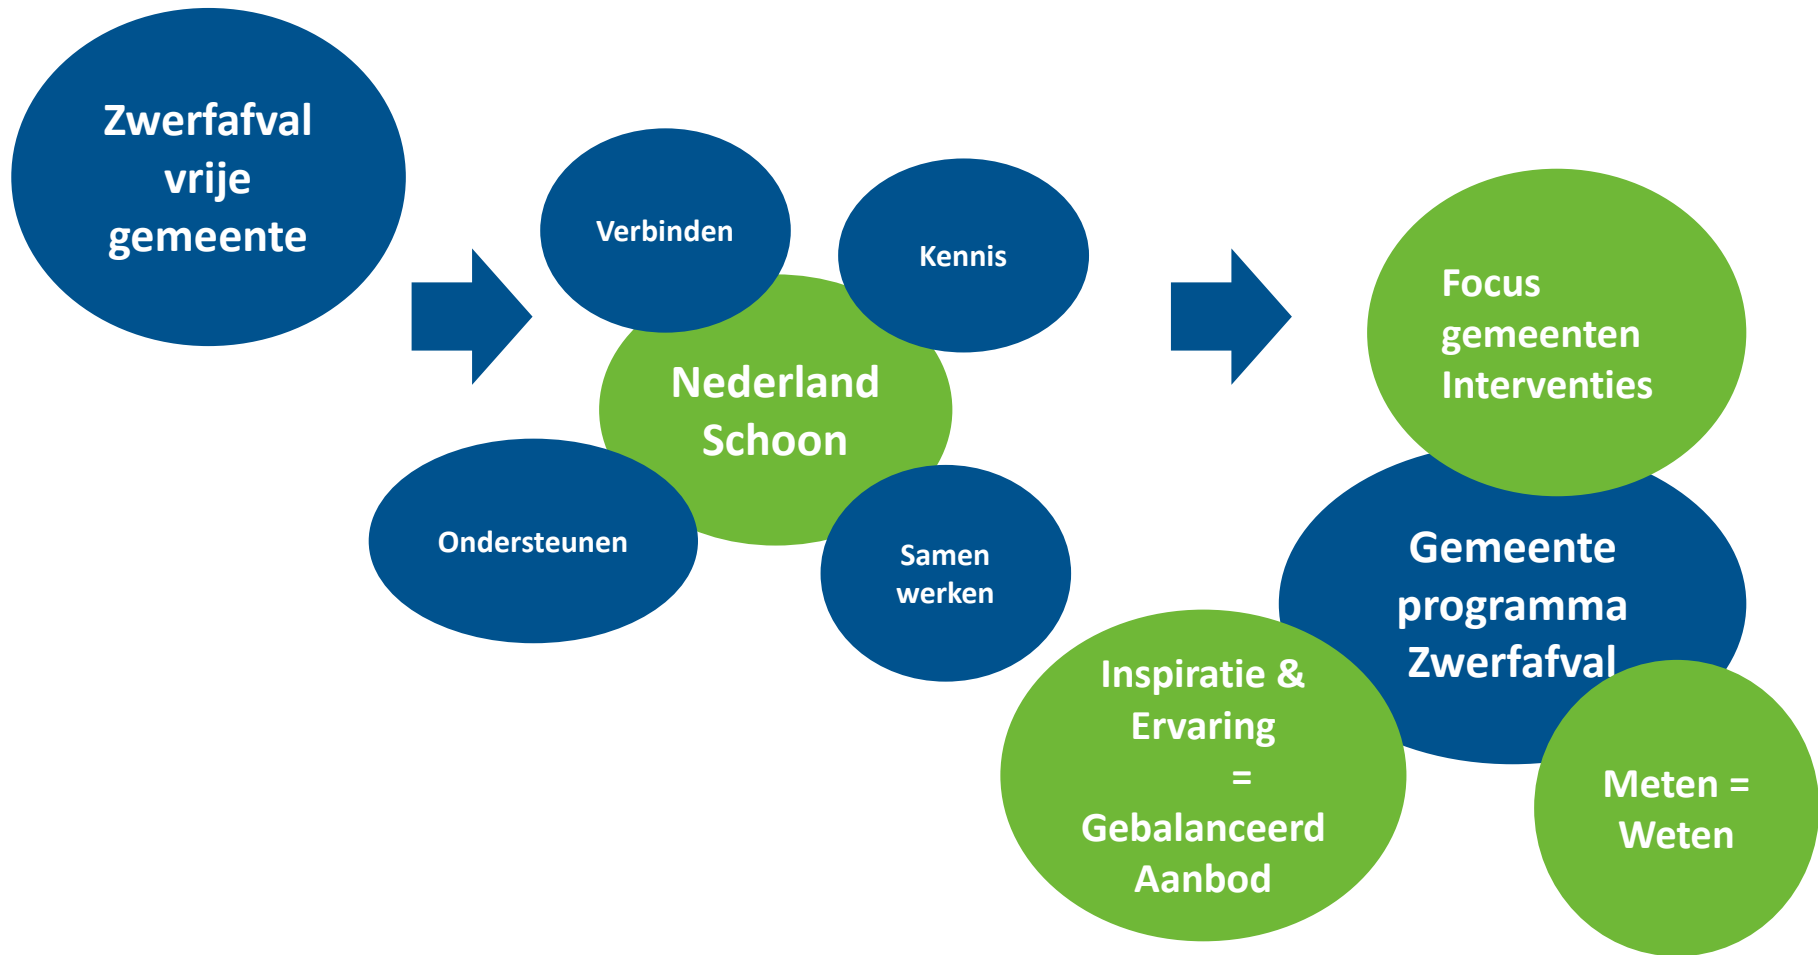 Zwerfafval
vrije
gemeente
Verbinden
Kennis
Nederland
Schoon
Ondersteunen
Samen
werken
Focus
gemeenten
Interventies
Gemeente
programma
Zwerfafval
Inspiratie &
Ervaring
=
Gebalanceerd
Aanbod
Meten =
Weten